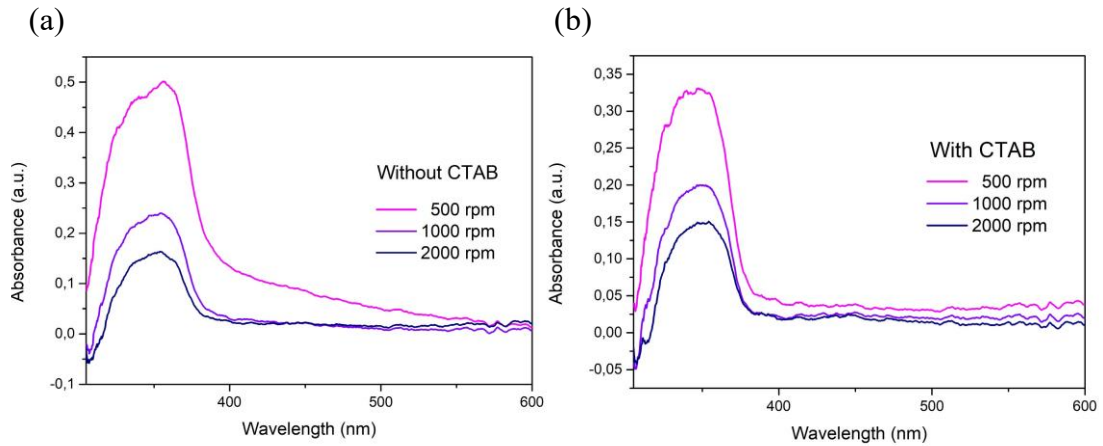 (a)
(b)
0,5
0,4
0,3
0,2
0,1
0,0
-0,1
Absorbance (a.u.)
Without CTAB
500 rpm
1000 rpm
2000 rpm
400
500
600
Wavelength (nm)
0,35
0,30
0,25
0,20
0,15
0,10
0,05
0,00
-0,05
Absorbance (a.u.)
With CTAB
500 rpm
1000 rpm
2000 rpm
400
500
600
Wavelength (nm)